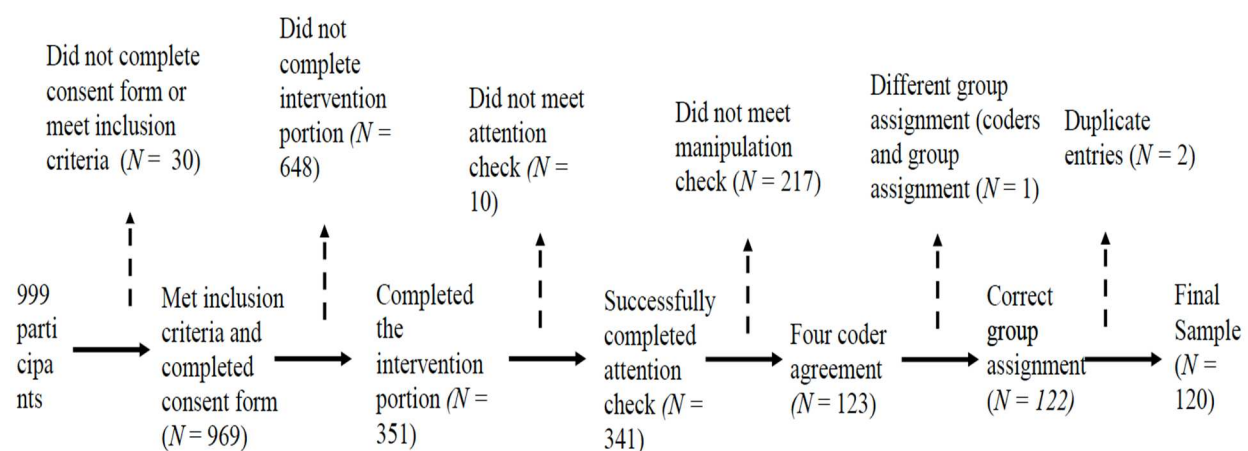 Did not complete
consent form or
meet inclusion
criteria (N = 30)
Did not
complete
intervention
portion (N =
648)
Did not meet
attention
check (N =
10)
Did not meet
manipulation
check (N = 217)
Different group
assignment (coders
and group
assignment (N = 1)
Duplicate
entries (N = 2)
999
parti
cipa
nts
Met inclusion
criteria and
completed
consent form
(N = 969)
Completed
the
intervention
portion (N =
351)
Successfully
completed
attention
check (N =
341)
Four coder
agreement
(N = 123)
Correct
group
assignment
(N = 122)
Final
Sample
(N =
120)